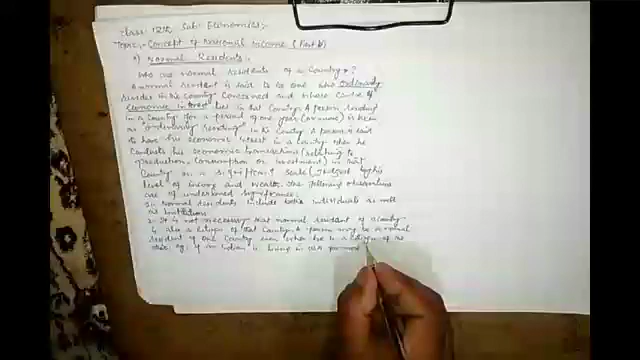 Class 12th Sub: Economics:-
Topic:- Concept of National Income (Part b)
Normal Residents:-
Who are normal residents of a Country?
A normal resident is said to be one who ordinarily
resides in the country concerned and whose centre of
economic interest lies in that Country. A person residing
in a country for a period of one year (or more) is
as "ordinarily residing" in the Country. A person is said
to have his economic interest in a country when he
conducts his economic transactions (relating to
production, consumption or investment) in that
Country on a significant scale (Judged by his
level of income and wealth. The following observations
are of significance:
1. Normal residents include both individuals as well
as institutions
2. It is not necessary that normal resident of a Country
is also a citizen of that Country. A person may be a normal
resident of one Country even when he is a citizen of the
other. eg. if an Indian is living in USA for more